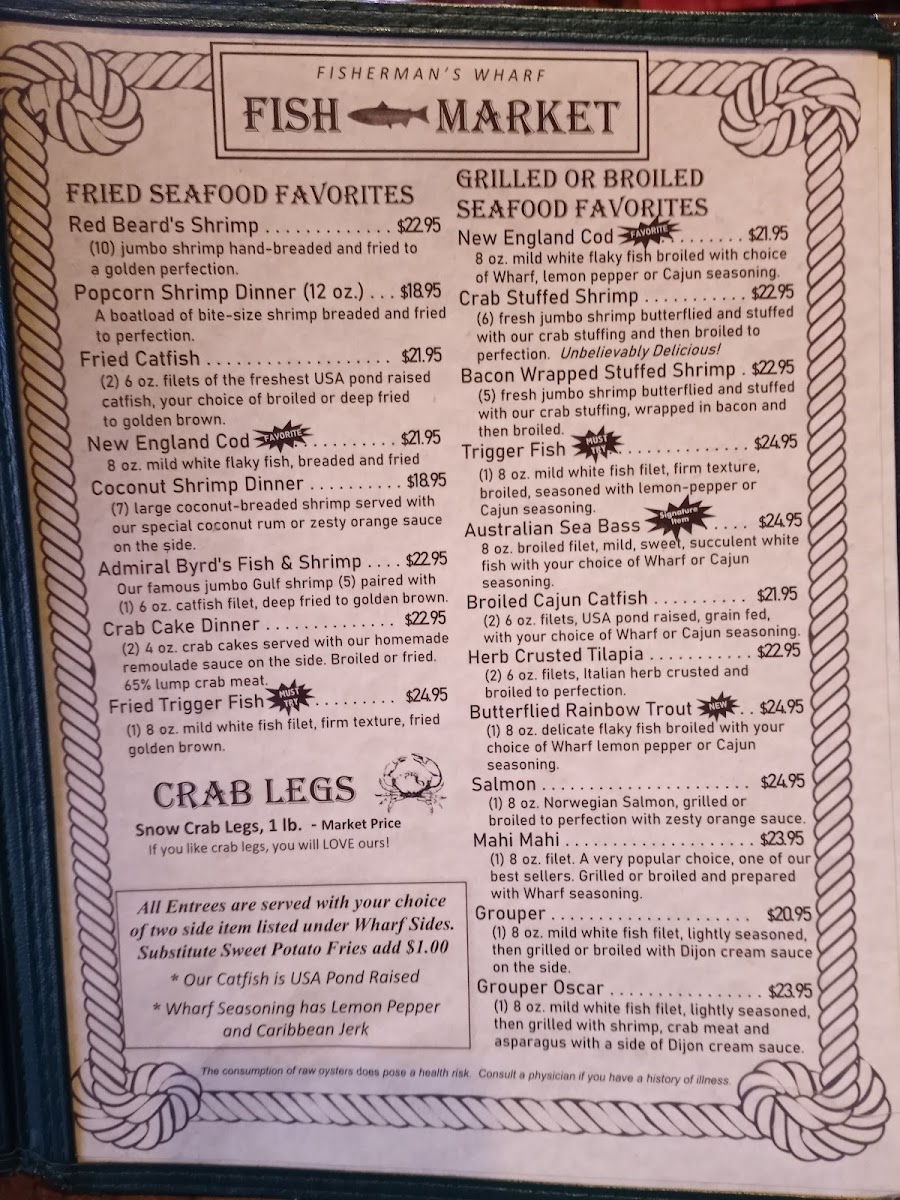 FISHERMAN'S WHARF
FISH MARKET
FRIED SEAFOOD FAVORITES
Red Beard's Shrimp . . . . . . . . . . . . . $22.95
(10) jumbo shrimp hand-breaded and fried to
a golden perfection.
Popcorn Shrimp Dinner (12 oz.) . . . $18.95
A boatload of bite-size shrimp breaded and fried
to perfection.
Fried Catfish . . . . . . . . . . . . . . . . . . . $21.95
(2) 6 oz. filets of the freshest USA pond raised
catfish, your choice of broiled or deep fried
to golden brown.
New England Cod FAVORITE . . . . . . . . . $21.95
8 oz. mild white flaky fish, breaded and fried
Coconut Shrimp Dinner . . . . . . . . . . $18.95
(7) large coconut-breaded shrimp served with
our special coconut rum or zesty orange sauce
on the side.
Admiral Byrd's Fish & Shrimp . . . . $22.95
Our famous jumbo Gulf shrimp (5) paired with
(1) 6 oz. catfish filet, deep fried to golden brown.
Crab Cake Dinner . . . . . . . . . . . . . . $22.95
(2) 4 oz. crab cakes served with our homemade
remoulade sauce on the side. Broiled or fried.
65% lump crab meat.
Fried Trigger Fish MUST TRY . . . . . . . . . $24.95
(1) 8 oz. mild white fish filet, firm texture, fried
golden brown.
CRAB LEGS
Snow Crab Legs, 1 lb. - Market Price
If you like crab legs, you will LOVE ours!
All Entrees are served with your choice
of two side item listed under Wharf Sides.
Substitute Sweet Potato Fries add $1.00
* Our Catfish is USA Pond Raised
* Wharf Seasoning has Lemon Pepper
and Caribbean Jerk
GRILLED OR BROILED
SEAFOOD FAVORITES
New England Cod FAVORITE . . . . . . . $21.95
8 oz. mild white flaky fish broiled with choice
of Wharf, lemon pepper or Cajun seasoning.
Crab Stuffed Shrimp . . . . . . . . . . . $22.95
(6) fresh jumbo shrimp butterflied and stuffed
with our crab stuffing and then broiled to
perfection. Unbelievably Delicious!
Bacon Wrapped Stuffed Shrimp . $22.95
(5) fresh jumbo shrimp butterflied and stuffed
with our crab stuffing, wrapped in bacon and
then broiled.
Trigger Fish MUST TRY . . . . . . . . . . . . . . $24.95
(1) 8 oz. mild white fish filet, firm texture,
broiled, seasoned with lemon-pepper or
Cajun seasoning.
Australian Sea Bass Signature Item . . . . $24.95
8 oz. broiled filet, mild, sweet, succulent white
fish with your choice of Wharf or Cajun
seasoning.
Broiled Cajun Catfish . . . . . . . . . . $21.95
(2) 6 oz. filets, USA pond raised, grain fed,
with your choice of Wharf or Cajun seasoning.
Herb Crusted Tilapia . . . . . . . . . . . $22.95
(2) 6 oz. filets, Italian herb crusted and
broiled to perfection.
Butterflied Rainbow Trout NEW . . $24.95
(1) 8 oz. delicate flaky fish broiled with your
choice of Wharf lemon pepper or Cajun
seasoning.
Salmon . . . . . . . . . . . . . . . . . . . . . . $24.95
(1) 8 oz. Norwegian Salmon, grilled or
broiled to perfection with zesty orange sauce.
Mahi Mahi . . . . . . . . . . . . . . . . . . . $23.95
(1) 8 oz. filet. A very popular choice, one of our
best sellers. Grilled or broiled and prepared
with Wharf seasoning.
Grouper . . . . . . . . . . . . . . . . . . . . . $20.95
(1) 8 oz. mild white fish filet, lightly seasoned,
then grilled or broiled with Dijon cream sauce
on the side.
Grouper Oscar . . . . . . . . . . . . . . . . $23.95
(1) 8 oz. mild white fish filet, lightly seasoned,
then grilled with shrimp, crab meat and
asparagus with a side of Dijon cream sauce.
The consumption of raw oysters does pose a health risk. Consult a physician if you have a history of illness.